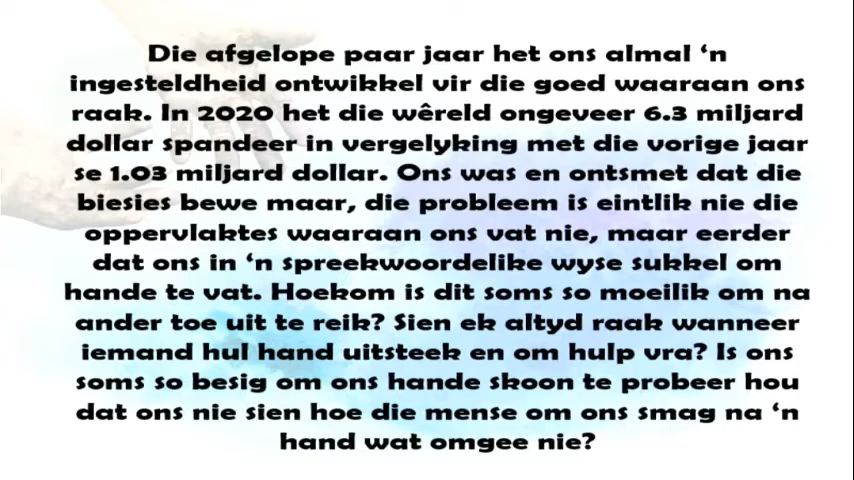 Die afgelope paar jaar het ons almal ‘n
ingesteldheid ontwikkel vir die goed waaraan ons
raak. In 2020 het die wêreld ongeveer 6.3 miljard
dollar spandeer in vergelyking met die vorige jaar
se 1.03 miljard dollar. Ons was en ontsmet dat die
biesies bewe maar, die probleem is eintlik nie die
oppervlaktes waaraan ons vat nie, maar eerder
dat ons in ‘n spreekwoordelike wyse sukkel om
hande te vat. Hoekom is dit soms so moeilik om na
ander toe uit te reik? Sien ek altyd raak wanneer
iemand hul hand uitsteek en om hulp vra? Is ons
soms so besig om ons hande skoon te probeer hou
dat ons nie sien hoe die mense om ons smag na ‘n
hand wat omgee nie?